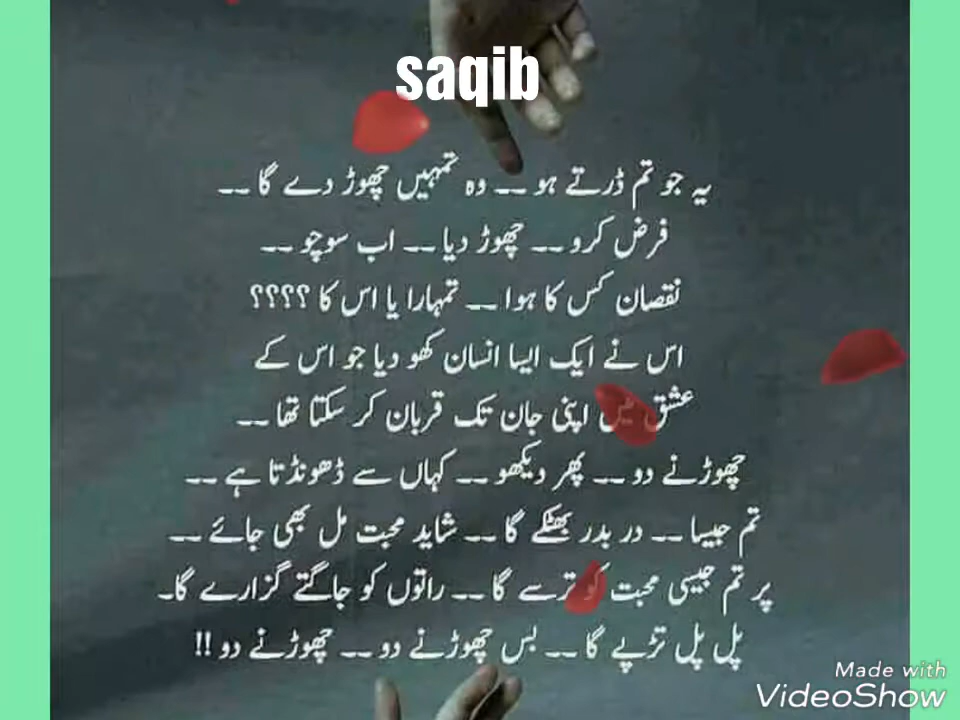 saqib
یہ جو تم ڈرتے ہو ۔۔ وہ تمہیں چھوڑ دے گا ۔۔
فرض کرو ۔۔ چھوڑ دیا ۔۔ اب سوچو ۔۔
نقصان کس کا ہوا ۔۔ تمہارا یا اس کا ؟؟؟؟
اس نے ایک ایسا انسان کھو دیا جو اس کے
عشق میں اپنی جان تک قربان کر سکتا تھا ۔۔
چھوڑنے دو ۔۔ پھر دیکھو ۔۔ کہاں سے ڈھونڈتا ہے ۔۔
تم جیسا ۔۔ در بدر بھٹکے گا ۔۔ شاید محبت مل بھی جائے ۔۔
پر تم جیسی محبت کو ترسے گا ۔۔ راتوں کو جاگتے گزارے گا۔
پل پل تڑپے گا ۔۔ بس چھوڑنے دو ۔۔ چھوڑنے دو !!
Made with
VideoShow